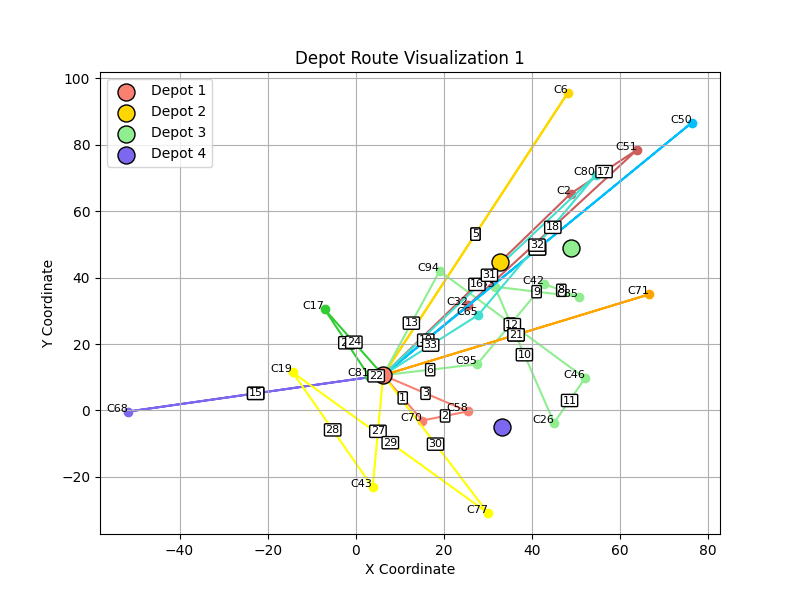 Depot Route Visualization 1
Depot 1
Depot 2
Depot 3
Depot 4
100
80
60
40
20
0
−20
−40
−20
0
20
40
60
80
X Coordinate
Y Coordinate
C6
C50
C51
C80
17
C2
18
5
32
C94
31
16
C42
8
C85
9
C71
C32
C17
C65
13
12
21
24
33
10
C95
6
C19
C81
22
C46
15
3
1
11
C68
C58
2
C70
C26
28
27
29
30
C43
C77